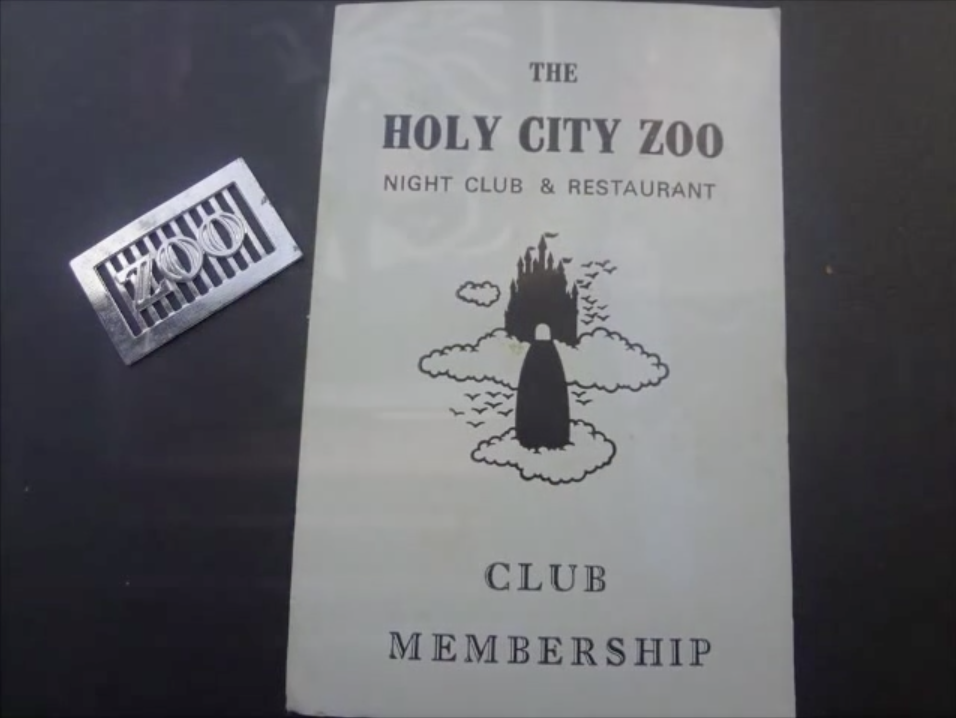 ZOO
THE
HOLY CITY ZOO
NIGHT CLUB & RESTAURANT
CLUB
MEMBERSHIP